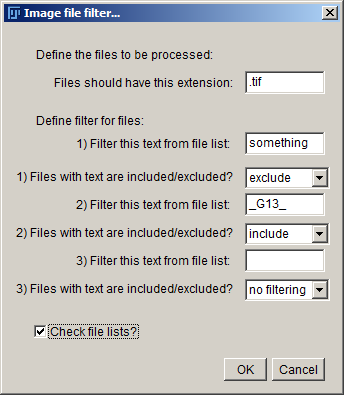 Image file filter...
Define the files to be processed:
Files should have this extension: .tif
Define filter for files:
1) Filter this text from file list: something
1) Files with text are included/excluded? exclude
2) Filter this text from file list: _G13_
2) Files with text are included/excluded? include
3) Filter this text from file list:
3) Files with text are included/excluded? no filtering
Check file lists?
OK Cancel